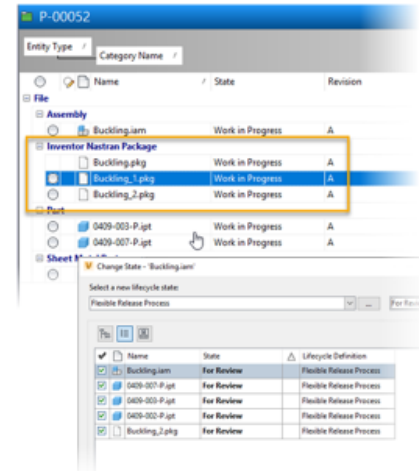 P-00052
Entity Type /
Category Name /
Name / State Revision
File
Assembly
Buckling.iam Work in Progress A
Inventor Nastran Package
Buckling.pkg Work in Progress A
Buckling_1.pkg Work in Progress A
Buckling_2.pkg Work in Progress A
Part
0409-003-P.ipt Work in Progress A
0409-007-P.ipt Work in Progress A
Sheet
Change State - 'Buckling.iam'
Select a new lifecycle state:
Flexible Release Process ... For
Name State Lifecycle Definition
Buckling.iam For Review Flexible Release Process
0409-007-P.ipt For Review Flexible Release Process
0409-003-P.ipt For Review Flexible Release Process
0409-002-P.ipt For Review Flexible Release Process
Buckling_2.pkg For Review Flexible Release Process